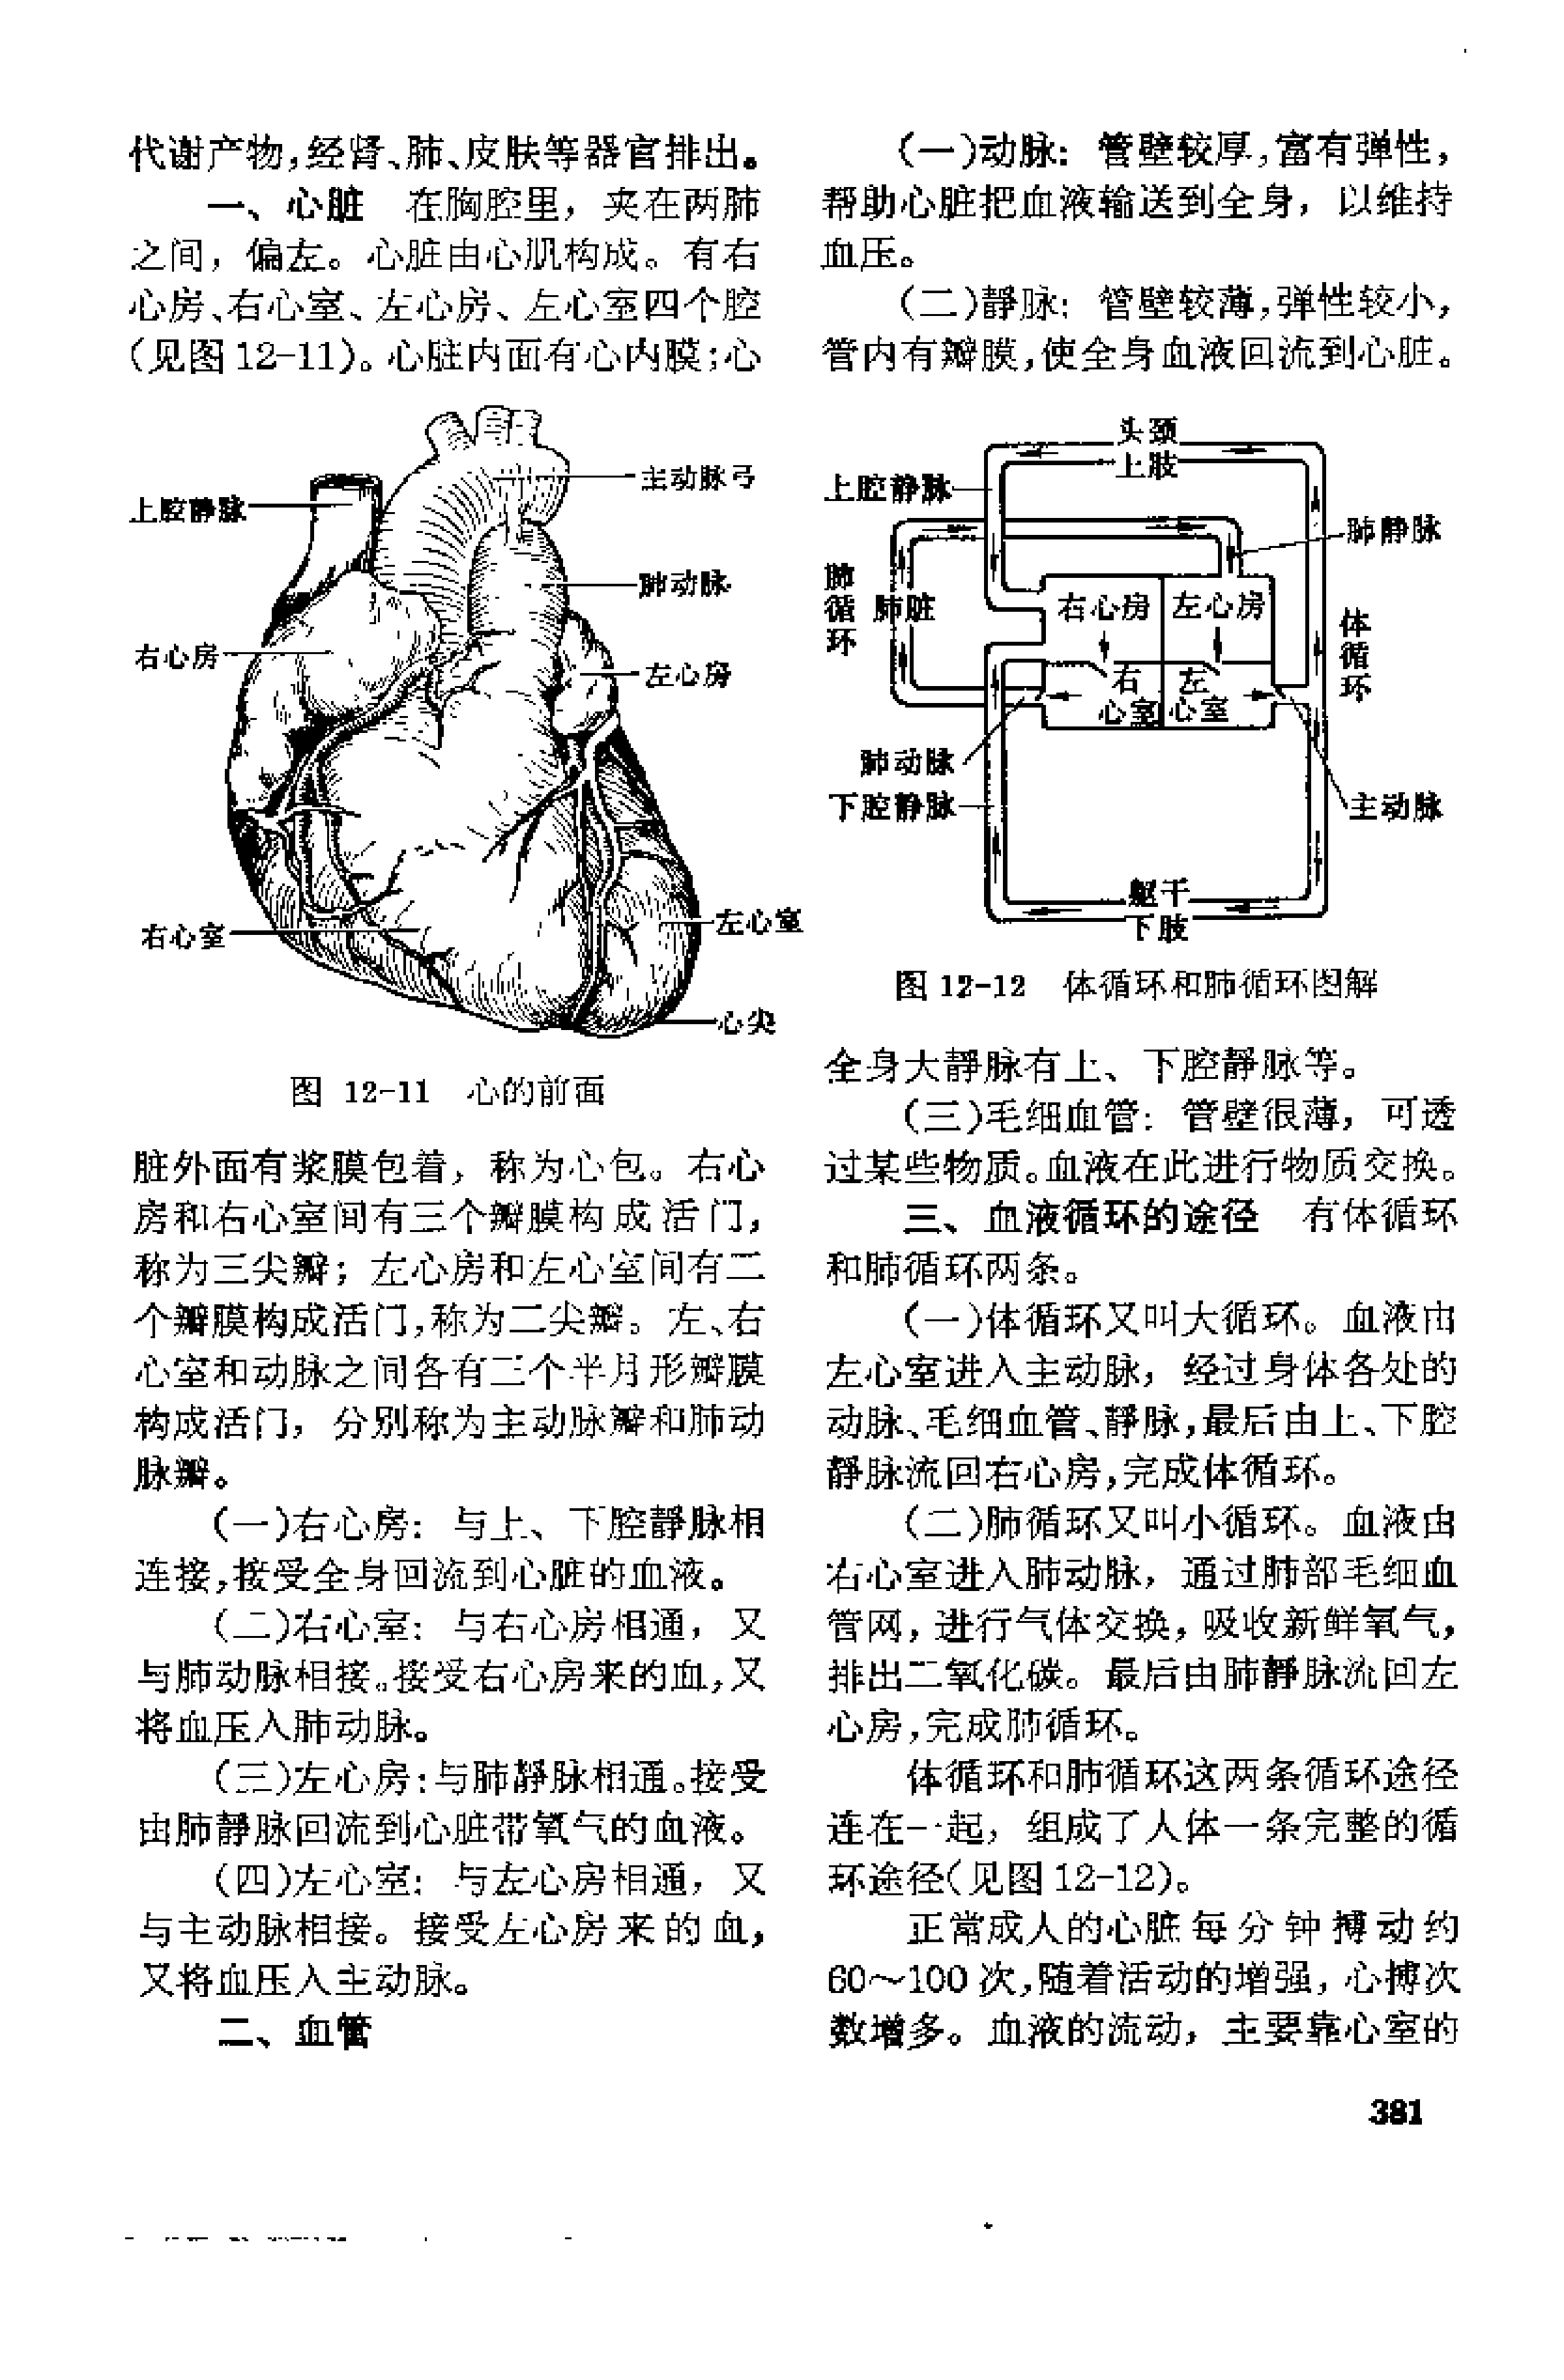 代谢产物,经肾、肺、皮肤等器官排出。
一、心脏 在胸腔里，夹在两肺
之间，偏左。心脏由心肌构成。有右
心房、右心室、左心房、左心室四个腔
(见图12-11)。心脏内面有心内膜;心
上腔静脉
主动脉弓
肺动脉
右心房
左心房
右心室
左心室
心尖
图 12-11 心的前面
脏外面有浆膜包着，称为心包。右心
房和右心室间有三个瓣膜构成活门，
称为三尖瓣；左心房和左心室间有二
个瓣膜构成活门,称为二尖瓣。左、右
心室和动脉之间各有三个半月形瓣膜
构成活门，分别称为主动脉瓣和肺动
脉瓣。
(一)右心房：与上、下腔静脉相
连接,接受全身回流到心脏的血液。
(二)右心室：与右心房相通，又
与肺动脉相接。接受右心房来的血,又
将血压入肺动脉。
(三)左心房:与肺静脉相通。接受
由肺静脉回流到心脏带氧气的血液。
(四)左心室：与左心房相通，又
与主动脉相接。接受左心房来的血，
又将血压入主动脉。
二、血管
(一)动脉：管壁较厚,富有弹性，
帮助心脏把血液输送到全身，以维持
血压。
(二)静脉：管壁较薄,弹性较小，
管内有瓣膜,使全身血液回流到心脏。
头颈
上肢
上腔静脉
肺静脉
肺循环
肺脏
右心房
左心房
体循环
右心室
左心室
肺动脉
下腔静脉
主动脉
躯干
下肢
图 12-12 体循环和肺循环图解
全身大静脉有上、下腔静脉等。
(三)毛细血管：管壁很薄，可透
过某些物质。血液在此进行物质交换。
三、血液循环的途径 有体循环
和肺循环两条。
(一)体循环又叫大循环。血液由
左心室进入主动脉，经过身体各处的
动脉、毛细血管、静脉,最后由上、下腔
静脉流回右心房,完成体循环。
(二)肺循环又叫小循环。血液由
右心室进入肺动脉，通过肺部毛细血
管网，进行气体交换，吸收新鲜氧气，
排出二氧化碳。最后由肺静脉流回左
心房,完成肺循环。
体循环和肺循环这两条循环途径
连在一起，组成了人体一条完整的循
环途径(见图12-12)。
正常成人的心脏每分钟搏动约
60～100次,随着活动的增强，心搏次
数增多。血液的流动，主要靠心室的
381